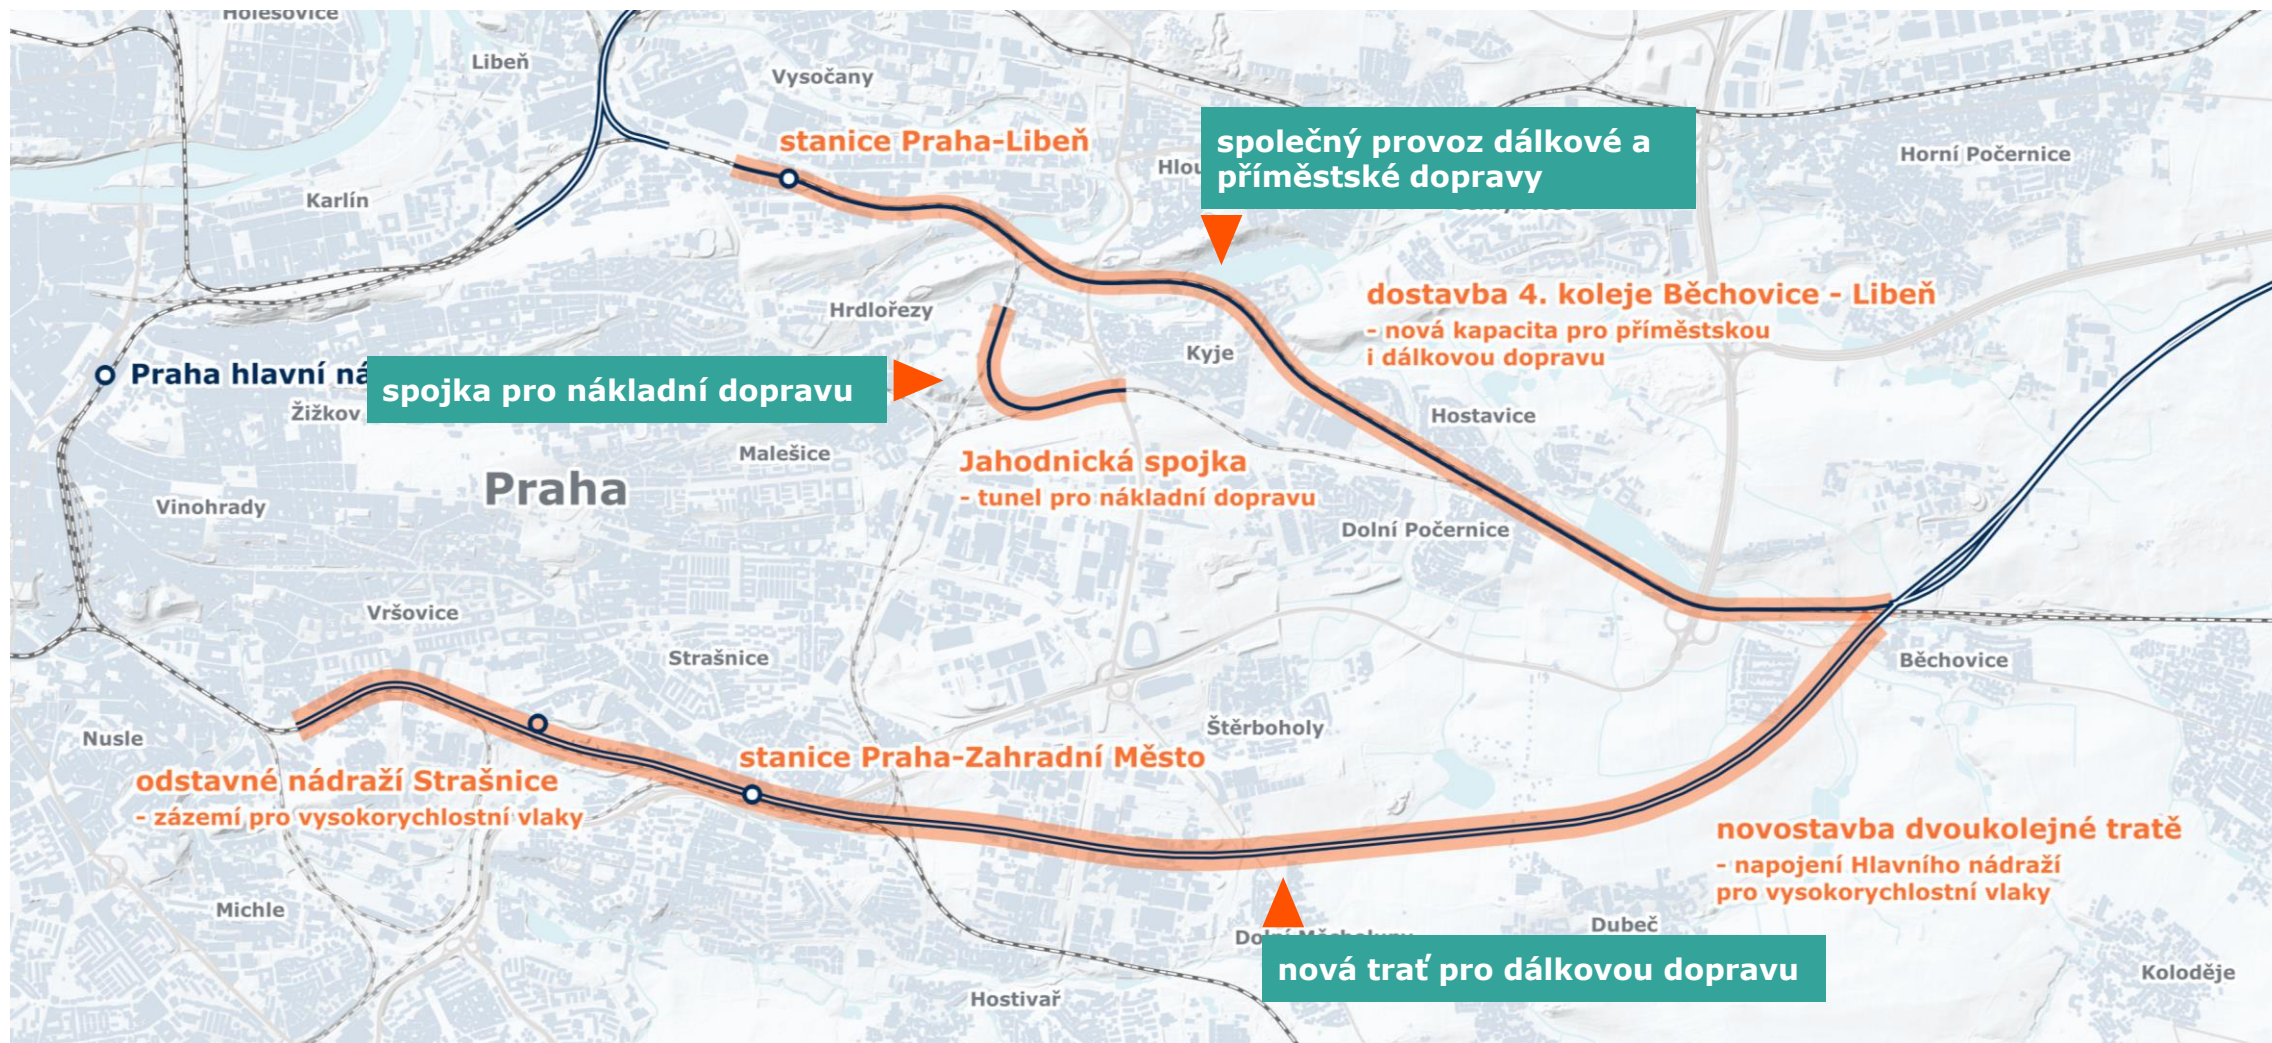 Holešovice
Libeň
Vysočany
stanice Praha-Libeň
společný provoz dálkové a
příměstské dopravy
Horní Počernice
Karlín
Hrdlořezy
dostavba 4. koleje Běchovice - Libeň
- nová kapacita pro příměstskou
i dálkovou dopravu
Kyje
Praha hlavní
spojka pro nákladní dopravu
Žižkov
Hostavice
Malešice
Jahodnická spojka
- tunel pro nákladní dopravu
Praha
Vinohrady
Dolní Počernice
Vršovice
Strašnice
Běchovice
Nusle
Štěrboholy
stanice Praha-Zahradní Město
odstavné nádraží Strašnice
- zázemí pro vysokorychlostní vlaky
novostavba dvoukolejné tratě
- napojení Hlavního nádraží
pro vysokorychlostní vlaky
Michle
Dubeč
nová trať pro dálkovou dopravu
Koloděje
Hostivař